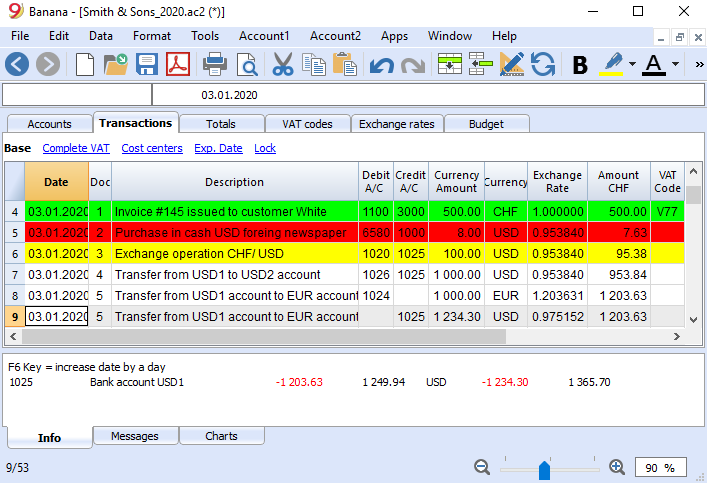 Banana - [Smith & Sons_2020.ac2 (*)]
File Edit Data Format Tools Account1 Account2 Apps Window Help
B A »
03.01.2020
Accounts Transactions Totals VAT codes Exchange rates Budget
Base Complete VAT Cost centers Exp. Date Lock
Date Doc Description Debit A/C Credit A/C Currency Amount Currency Exchange Rate Amount CHF VAT Code
4 03.01.2020 1 Invoice #145 issued to customer White 1100 3000 500.00 CHF 1.000000 500.00 V77
5 03.01.2020 2 Purchase in cash USD foreing newspaper 6580 1000 8.00 USD 0.953840 7.63
6 03.01.2020 3 Exchange operation CHF/ USD 1020 1025 100.00 USD 0.953840 95.38
7 03.01.2020 4 Transfer from USD1 to USD2 account 1026 1025 1 000.00 USD 0.953840 953.84
8 03.01.2020 5 Transfer from USD1 account to EUR account 1024 1 000.00 EUR 1.203631 1 203.63
9 03.01.2020 5 Transfer from USD1 account to EUR account 1025 1 234.30 USD 0.975152 1 203.63
F6 Key = increase date by a day
1025 Bank account USD1 -1 203.63 1 249.94 USD -1 234.30 1 365.70
Info Messages Charts
9/53 90 %